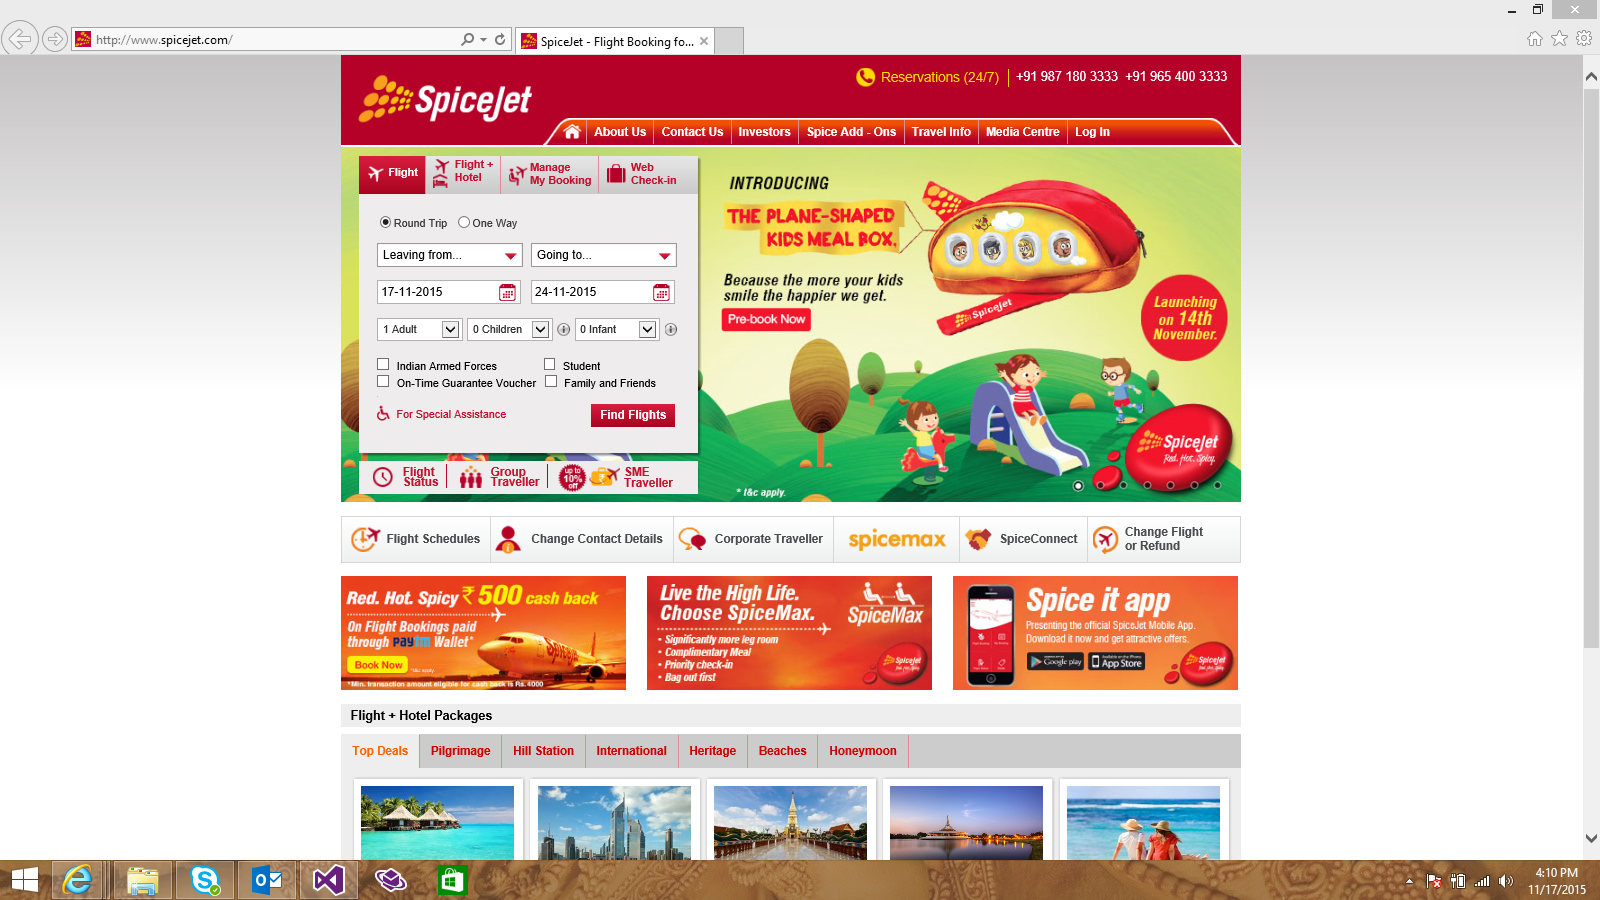 http://www.spicejet.com/
SpiceJet - Flight Booking fo...
SpiceJet
Reservations (24/7) +91 987 180 3333 +91 965 400 3333
About Us Contact Us Investors Spice Add - Ons Travel Info Media Centre Log In
Flight
Flight +
Hotel
Manage
My Booking
Web
Check-in
Round Trip One Way
Leaving from... Going to...
17-11-2015 24-11-2015
1 Adult 0 Children 0 Infant
Indian Armed Forces Student
On-Time Guarantee Voucher Family and Friends
For Special Assistance Find Flights
Flight
Status
Group
Traveller
up to
10%
off
SME
Traveller
INTRODUCING
THE PLANE-SHAPED
KIDS MEAL BOX.
Because the more your kids
smile the happier we get.
Pre-book Now
SpiceJet
Launching
on 14th
November.
SpiceJet
Red. Hot. Spicy.
* t&c apply.
Flight Schedules
Change Contact Details
Corporate Traveller
spicemax
SpiceConnect
Change Flight
or Refund
Red. Hot. Spicy ₹ 500 cash back
On Flight Bookings paid
through paytm Wallet*
Book Now
*t&c apply
*Min. transaction amount eligible for cash back is Rs. 4000
SpiceJet
Live the High Life.
Choose SpiceMax.
• Significantly more leg room
• Complimentary Meal
• Priority check-in
• Bag out first
SpiceMax
SpiceJet
Spice it app
Presenting the official SpiceJet Mobile App.
Download it now and get attractive offers.
Google play
App Store
SpiceJet
Flight + Hotel Packages
Top Deals Pilgrimage Hill Station International Heritage Beaches Honeymoon
4:10 PM
11/17/2015